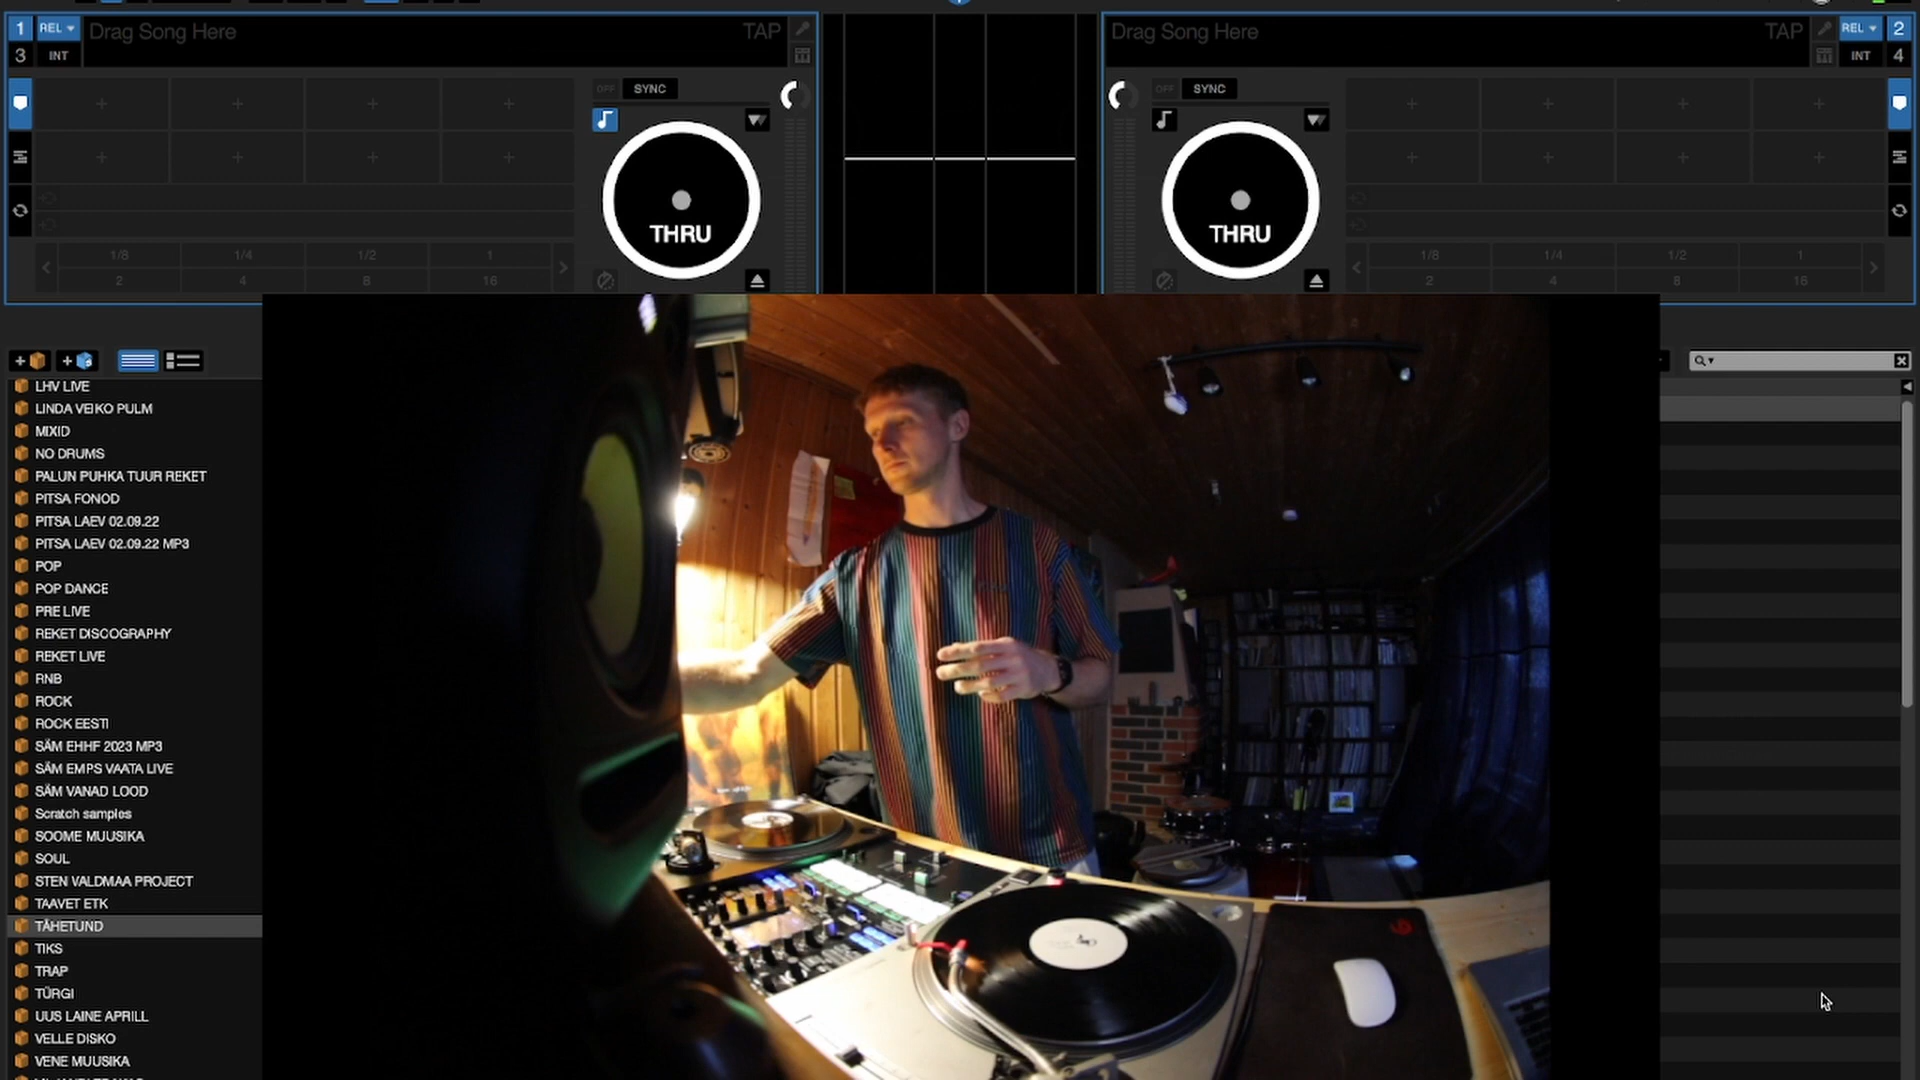 1 REL Drag Song Here TAP
3 INT
OFF SYNC
THRU
1/8 1/4 1/2 1
2 4 8 16
Drag Song Here TAP REL 2
INT 4
OFF SYNC
THRU
1/8 1/4 1/2 1
2 4 8 16
LHV LIVE
LINDA VEIKO PULM
MIXID
NO DRUMS
PALUN PUHKA TUUR REKET
PITSA FONOD
PITSA LAEV 02.09.22
PITSA LAEV 02.09.22 MP3
POP
POP DANCE
PRE LIVE
REKET DISCOGRAPHY
REKET LIVE
RNB
ROCK
ROCK EESTI
SÄM EHHF 2023 MP3
SÄM EMPS VAATA LIVE
SÄM VANAD LOOD
Scratch samples
SOOME MUUSIKA
SOUL
STEN VALDMAA PROJECT
TAAVET ETK
TÄHETUND
TIKS
TRAP
TÜRGI
UUS LAINE APRILL
VELLE DISKO
VENE MUUSIKA